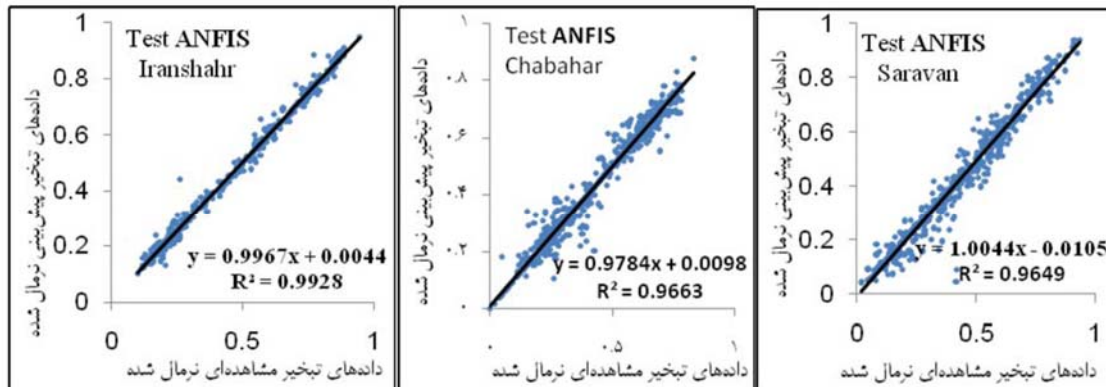 Test ANFIS
Iranshahr
داده‌های تبخیر پیش‌بینی نرمال شده
1
0.8
0.6
0.4
0.2
0
y = 0.9967x + 0.0044
R² = 0.9928
0 0.5 1
داده‌های تبخیر مشاهده‌ای نرمال شده
Test ANFIS
Chabahar
داده‌های تبخیر پیش‌بینی نرمال شده
۱
۰.۸
۰.۶
۰.۴
۰.۲
۰
y = 0.9784x + 0.0098
R² = 0.9663
۰ ۰.۵ ۱
داده‌های تبخیر مشاهده‌ای نرمال شده
Test ANFIS
Saravan
داده‌های تبخیر پیش‌بینی نرمال شده
1
0.8
0.6
0.4
0.2
0
y = 1.0044x - 0.0105
R² = 0.9649
0 0.5 1
داده‌های تبخیر مشاهده‌ای نرمال شده